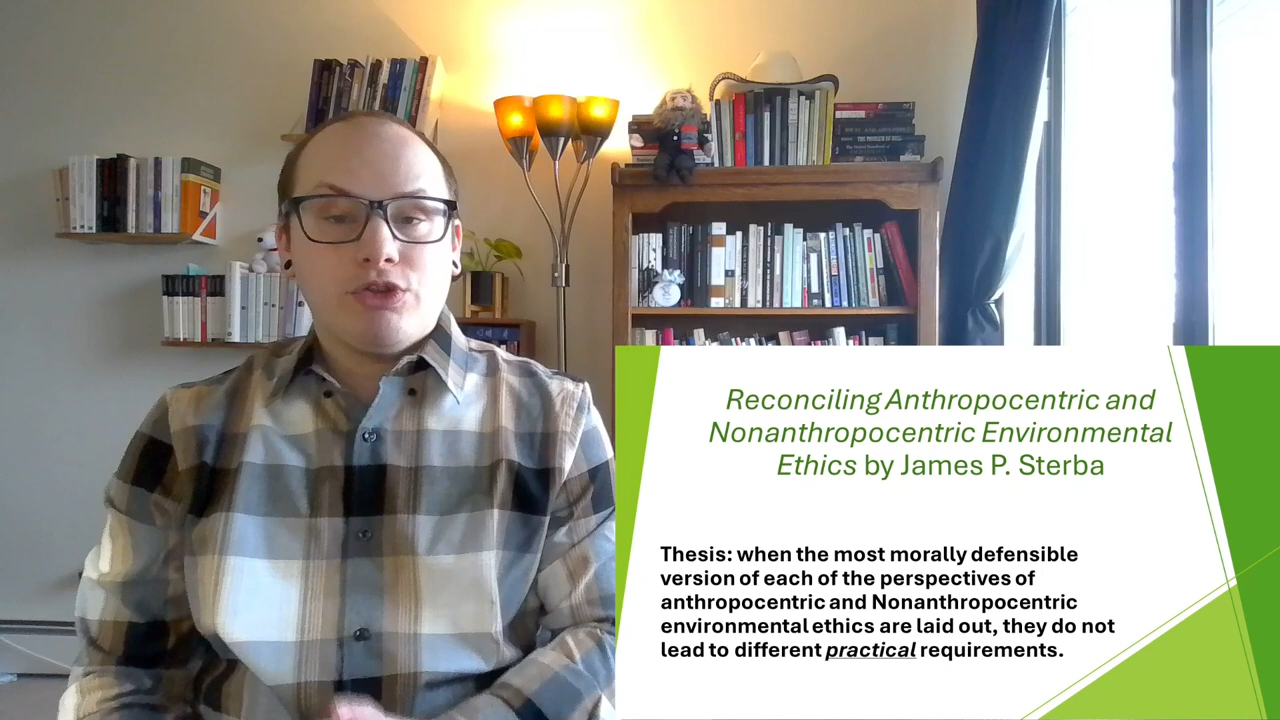 Reconciling Anthropocentric and
Nonanthropocentric Environmental
Ethics by James P. Sterba
Thesis: when the most morally defensible
version of each of the perspectives of
anthropocentric and Nonanthropocentric
environmental ethics are laid out, they do not
lead to different practical requirements.